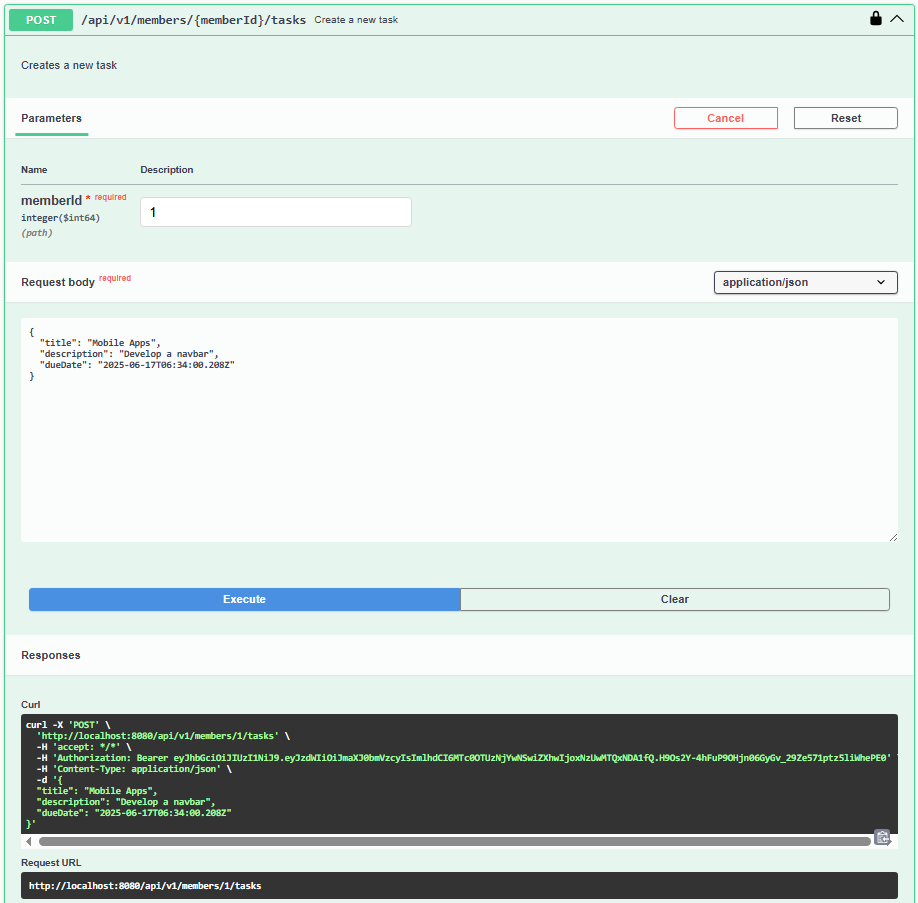 POST /api/v1/members/{memberId}/tasks Create a new task
Creates a new task
Parameters
Cancel
Reset
Name Description
memberId * required
integer($int64)
(path)
1
Request body required
application/json
{
"title": "Mobile Apps",
"description": "Develop a navbar",
"dueDate": "2025-06-17T06:34:00.208Z"
}
Execute
Clear
Responses
Curl
curl -X 'POST' \
'http://localhost:8080/api/v1/members/1/tasks' \
-H 'accept: */*' \
-H 'Authorization: Bearer eyJhbGciOiJIUzI1NiJ9.eyJzdWIiOiJmaXJ0bmVzcyIsImlhdCI6MTc0OTUzNjYwNSwiZXhwIjoxNzUwMTQxNDA1fQ.H9Os2Y-4hFuP9OHjn06GyGv_29Ze571ptz5liWhePE0' \
-H 'Content-Type: application/json' \
-d '{
"title": "Mobile Apps",
"description": "Develop a navbar",
"dueDate": "2025-06-17T06:34:00.208Z"
}'
Request URL
http://localhost:8080/api/v1/members/1/tasks